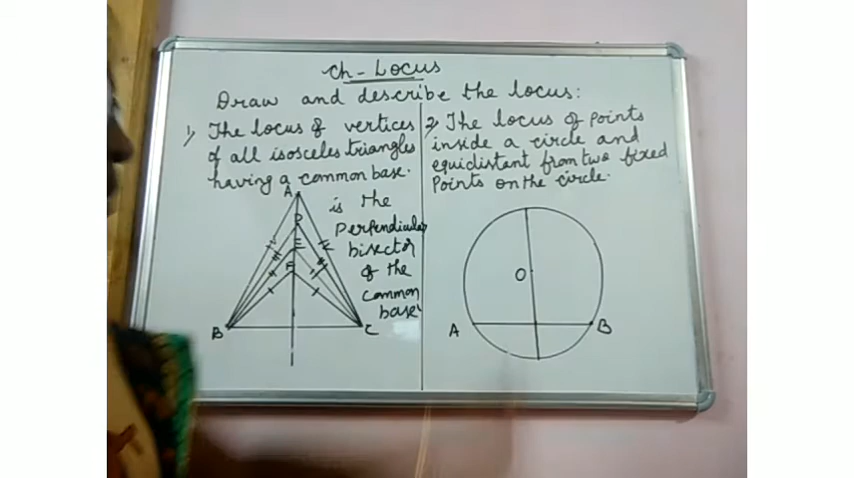 Ch - Locus
Draw and describe the locus:
1) The locus of vertices
of all isosceles triangles
having a common base.
is the
Perpendicular
bisector
of the
common
base.
A
D
E
F
B
C
2) The locus of points
inside a circle and
equidistant from two fixed
Points on the circle.
O
A
B